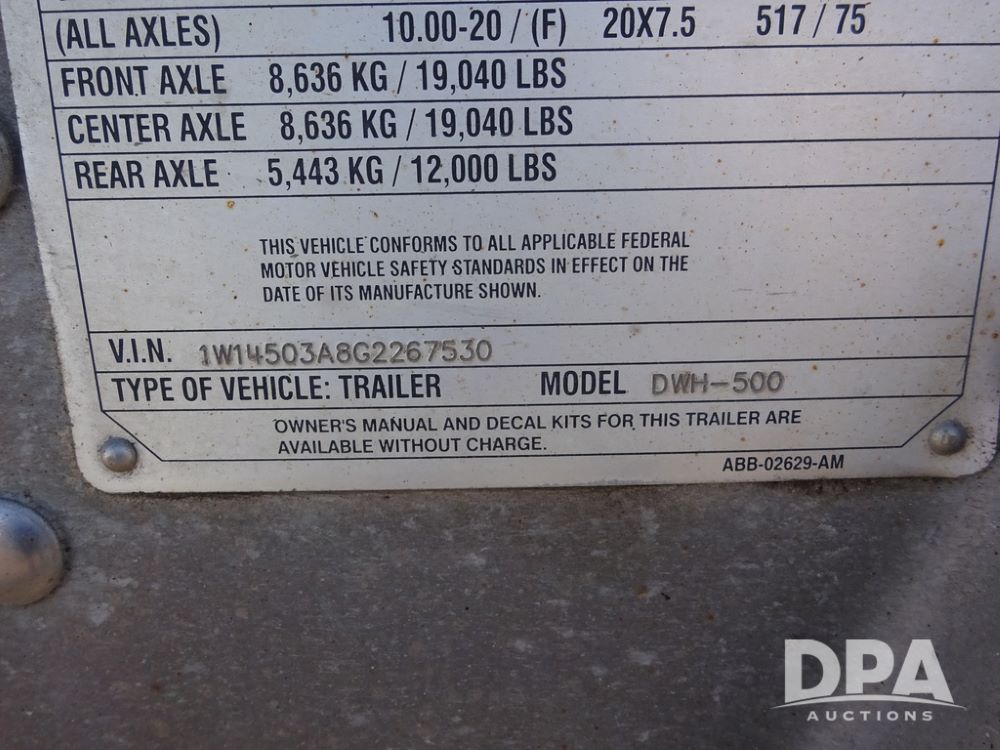 (ALL AXLES) 10.00-20 / (F) 20X7.5 517 / 75
FRONT AXLE 8,636 KG / 19,040 LBS
CENTER AXLE 8,636 KG / 19,040 LBS
REAR AXLE 5,443 KG / 12,000 LBS
THIS VEHICLE CONFORMS TO ALL APPLICABLE FEDERAL
MOTOR VEHICLE SAFETY STANDARDS IN EFFECT ON THE
DATE OF ITS MANUFACTURE SHOWN.
V.I.N. 1W14503A8G2267530
TYPE OF VEHICLE: TRAILER MODEL DWH-500
OWNER'S MANUAL AND DECAL KITS FOR THIS TRAILER ARE
AVAILABLE WITHOUT CHARGE.
ABB-02629-AM
DPA
AUCTIONS